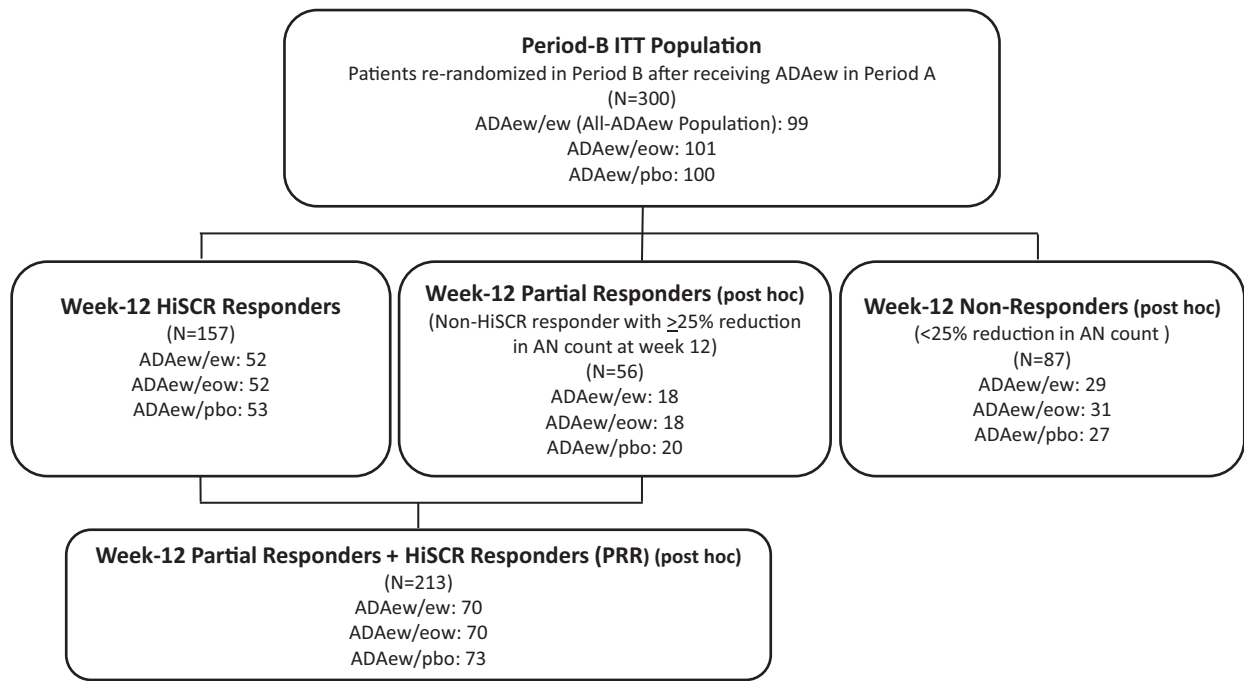 Period-B ITT Population
Patients re-randomized in Period B after receiving ADAew in Period A
(N=300)
ADAew/ew (All-ADAew Population): 99
ADAew/eow: 101
ADAew/pbo: 100
Week-12 HiSCR Responders
(N=157)
ADAew/ew: 52
ADAew/eow: 52
ADAew/pbo: 53
Week-12 Partial Responders (post hoc)
(Non-HiSCR responder with ≥25% reduction
in AN count at week 12)
(N=56)
ADAew/ew: 18
ADAew/eow: 18
ADAew/pbo: 20
Week-12 Non-Responders (post hoc)
(<25% reduction in AN count )
(N=87)
ADAew/ew: 29
ADAew/eow: 31
ADAew/pbo: 27
Week-12 Partial Responders + HiSCR Responders (PRR) (post hoc)
(N=213)
ADAew/ew: 70
ADAew/eow: 70
ADAew/pbo: 73